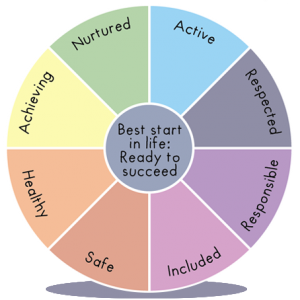 Nurtured
Active
Respected
Responsible
Included
Safe
Healthy
Achieving
Best start
in life:
Ready to
succeed